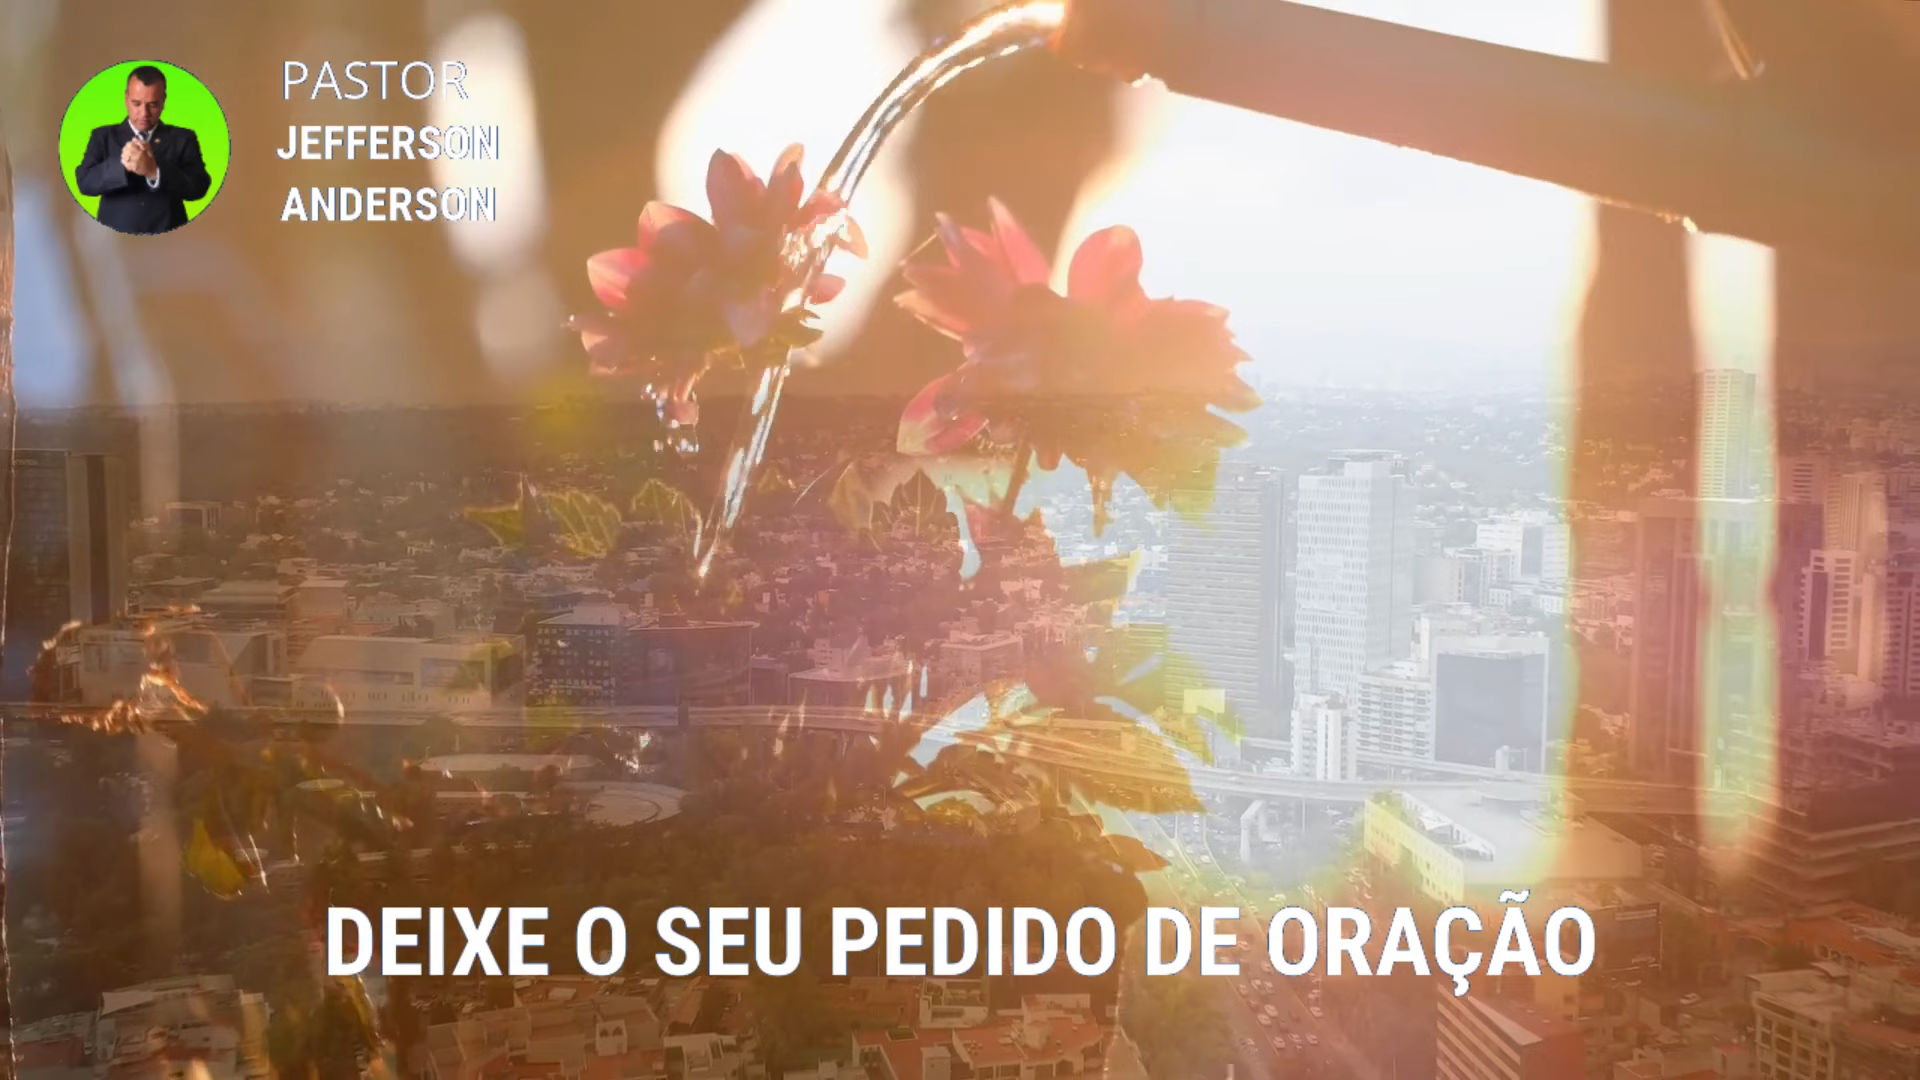 PASTOR
JEFFERSON
ANDERSON
DEIXE O SEU PEDIDO DE ORAÇÃO